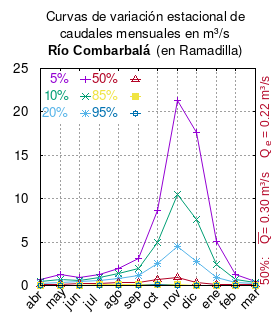 Curvas de variación estacional de
caudales mensuales en m³/s
Río Combarbalá (en Ramadilla)
25
20
15
10
5
0
5% 50%
10% 85%
20% 95%
abr may jun jul ago sep oct nov dic ene feb mar
50%: Q= 0.30 m³/s Q e = 0.22 m³/s